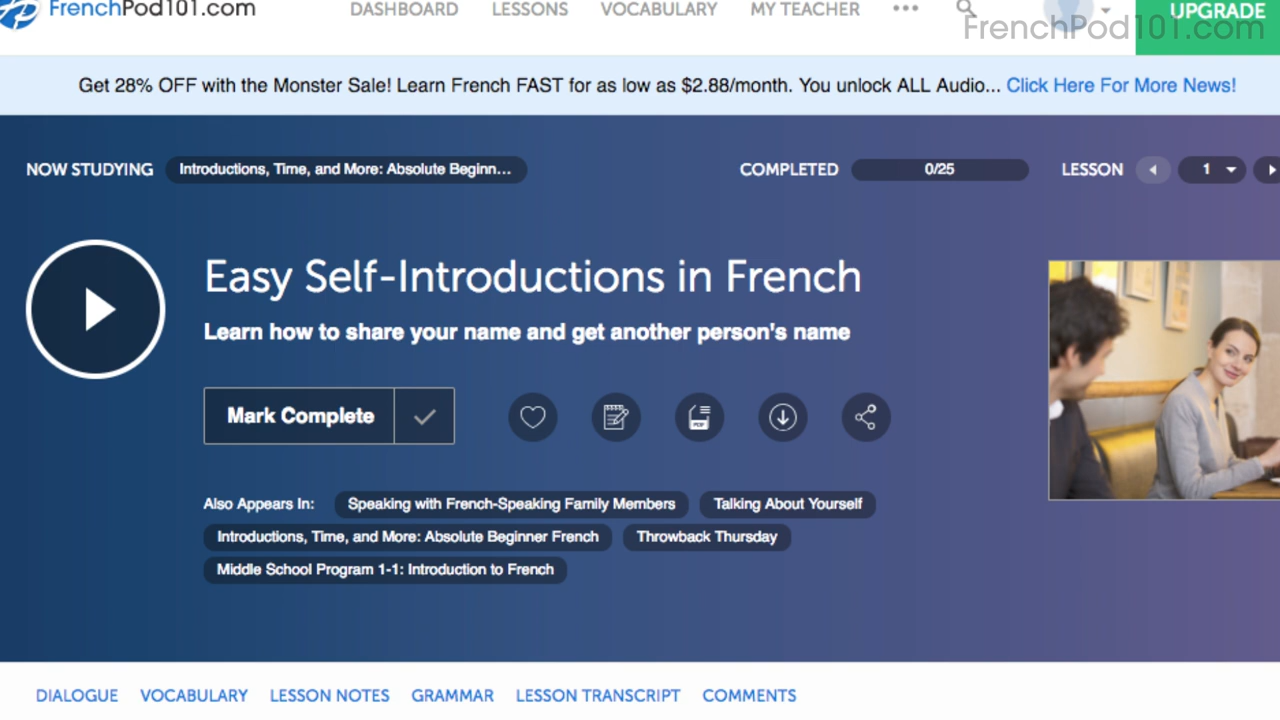 FrenchPod101.com
DASHBOARD LESSONS VOCABULARY MY TEACHER ••• UPGRADE
FrenchPod101.com
Get 28% OFF with the Monster Sale! Learn French FAST for as low as $2.88/month. You unlock ALL Audio... Click Here For More News!
NOW STUDYING Introductions, Time, and More: Absolute Beginn... COMPLETED 0/25 LESSON 1
Easy Self-Introductions in French
Learn how to share your name and get another person's name
Mark Complete
PDF
Also Appears In: Speaking with French-Speaking Family Members Talking About Yourself
Introductions, Time, and More: Absolute Beginner French Throwback Thursday
Middle School Program 1-1: Introduction to French
DIALOGUE VOCABULARY LESSON NOTES GRAMMAR LESSON TRANSCRIPT COMMENTS